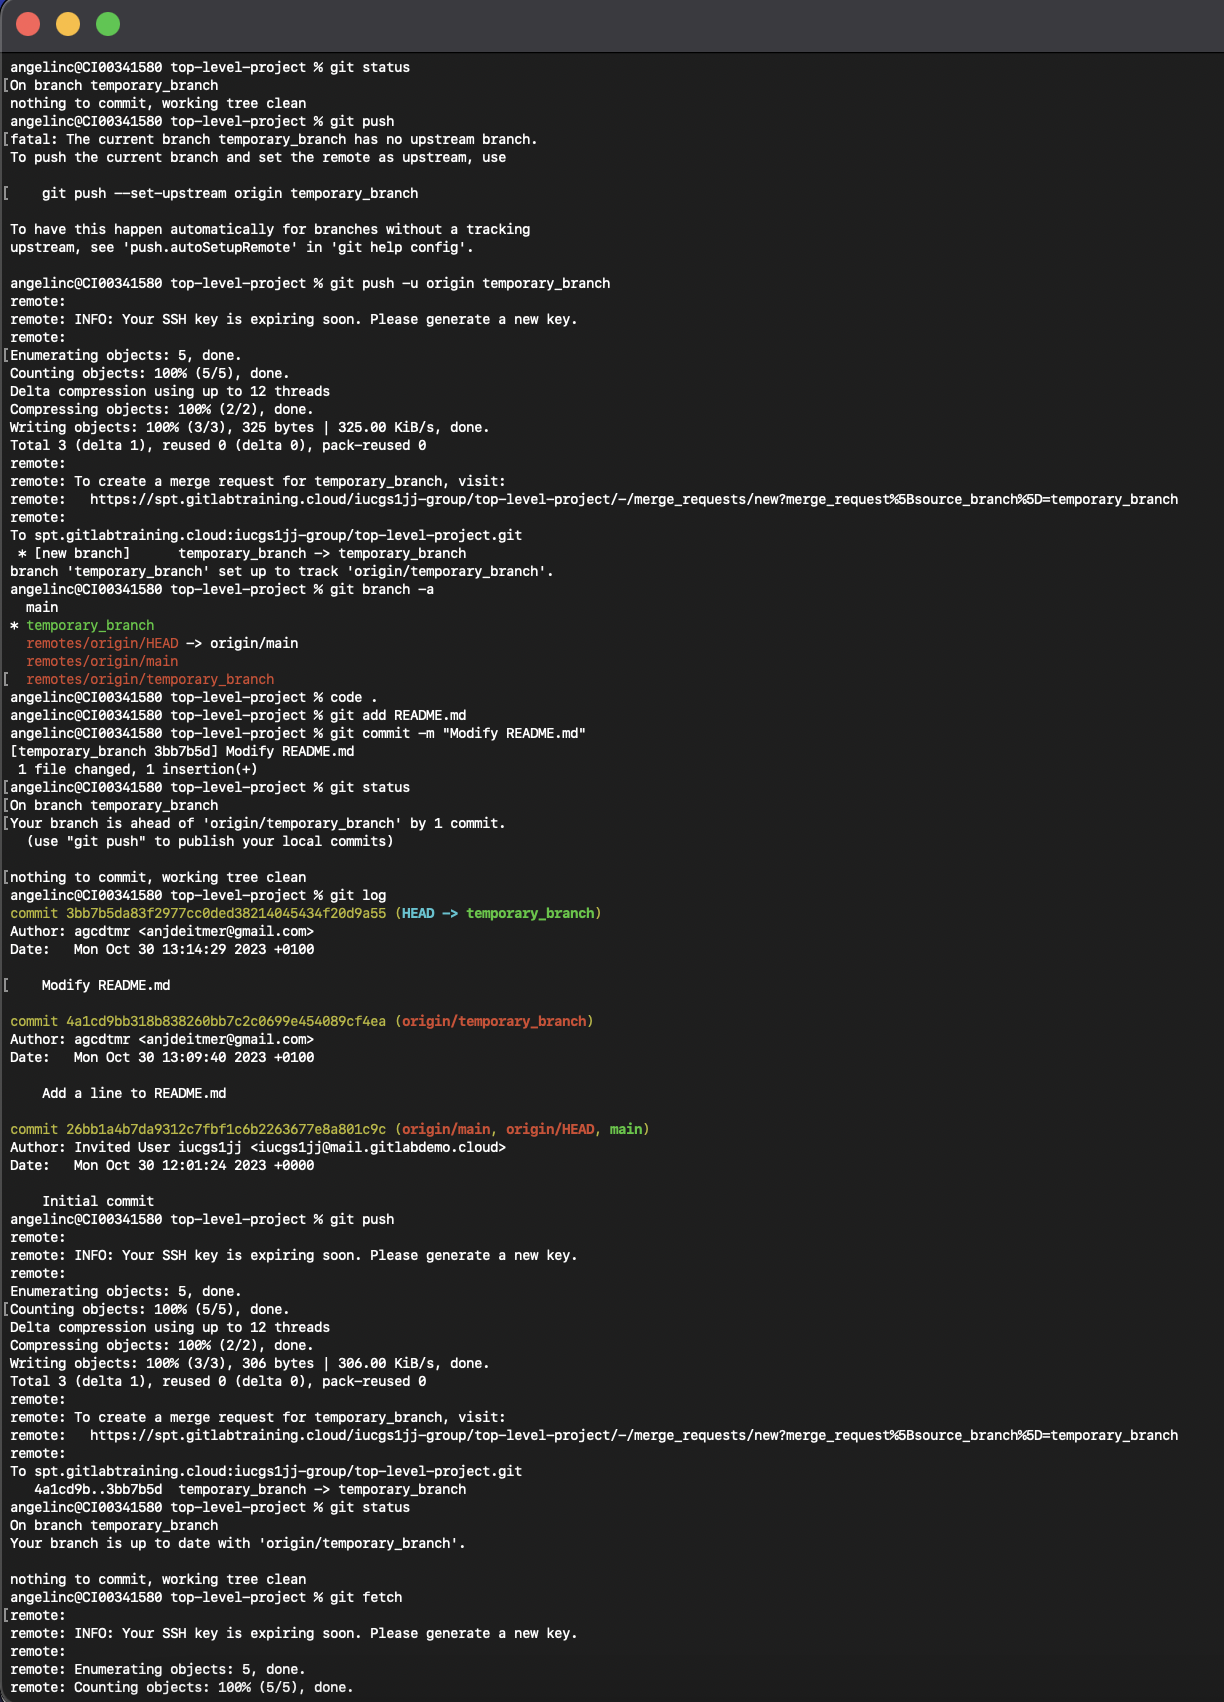 angelinc@CI00341580 top-level-project % git status
[On branch temporary_branch
nothing to commit, working tree clean
angelinc@CI00341580 top-level-project % git push
[fatal: The current branch temporary_branch has no upstream branch.
To push the current branch and set the remote as upstream, use
[    git push --set-upstream origin temporary_branch
To have this happen automatically for branches without a tracking
upstream, see 'push.autoSetupRemote' in 'git help config'.
angelinc@CI00341580 top-level-project % git push -u origin temporary_branch
remote:
remote: INFO: Your SSH key is expiring soon. Please generate a new key.
remote:
[Enumerating objects: 5, done.
Counting objects: 100% (5/5), done.
Delta compression using up to 12 threads
Compressing objects: 100% (2/2), done.
Writing objects: 100% (3/3), 325 bytes | 325.00 KiB/s, done.
Total 3 (delta 1), reused 0 (delta 0), pack-reused 0
remote:
remote: To create a merge request for temporary_branch, visit:
remote:   https://spt.gitlabtraining.cloud/iucgs1jj-group/top-level-project/-/merge_requests/new?merge_request%5Bsource_branch%5D=temporary_branch
remote:
To spt.gitlabtraining.cloud:iucgs1jj-group/top-level-project.git
 * [new branch]      temporary_branch -> temporary_branch
branch 'temporary_branch' set up to track 'origin/temporary_branch'.
angelinc@CI00341580 top-level-project % git branch -a
  main
* temporary_branch
  remotes/origin/HEAD -> origin/main
  remotes/origin/main
[  remotes/origin/temporary_branch
angelinc@CI00341580 top-level-project % code .
angelinc@CI00341580 top-level-project % git add README.md
angelinc@CI00341580 top-level-project % git commit -m "Modify README.md"
[temporary_branch 3bb7b5d] Modify README.md
 1 file changed, 1 insertion(+)
[angelinc@CI00341580 top-level-project % git status
[On branch temporary_branch
[Your branch is ahead of 'origin/temporary_branch' by 1 commit.
  (use "git push" to publish your local commits)
[nothing to commit, working tree clean
angelinc@CI00341580 top-level-project % git log
commit 3bb7b5da83f2977cc0ded38214045434f20d9a55 (HEAD -> temporary_branch)
Author: agcdtmr <anjdeitmer@gmail.com>
Date:   Mon Oct 30 13:14:29 2023 +0100
[    Modify README.md
commit 4a1cd9bb318b838260bb7c2c0699e454089cf4ea (origin/temporary_branch)
Author: agcdtmr <anjdeitmer@gmail.com>
Date:   Mon Oct 30 13:09:40 2023 +0100
    Add a line to README.md
commit 26bb1a4b7da9312c7fbf1c6b2263677e8a801c9c (origin/main, origin/HEAD, main)
Author: Invited User iucgs1jj <iucgs1jj@mail.gitlabdemo.cloud>
Date:   Mon Oct 30 12:01:24 2023 +0000
    Initial commit
angelinc@CI00341580 top-level-project % git push
remote:
remote: INFO: Your SSH key is expiring soon. Please generate a new key.
remote:
Enumerating objects: 5, done.
[Counting objects: 100% (5/5), done.
Delta compression using up to 12 threads
Compressing objects: 100% (2/2), done.
Writing objects: 100% (3/3), 306 bytes | 306.00 KiB/s, done.
Total 3 (delta 1), reused 0 (delta 0), pack-reused 0
remote:
remote: To create a merge request for temporary_branch, visit:
remote:   https://spt.gitlabtraining.cloud/iucgs1jj-group/top-level-project/-/merge_requests/new?merge_request%5Bsource_branch%5D=temporary_branch
remote:
To spt.gitlabtraining.cloud:iucgs1jj-group/top-level-project.git
   4a1cd9b..3bb7b5d  temporary_branch -> temporary_branch
angelinc@CI00341580 top-level-project % git status
On branch temporary_branch
Your branch is up to date with 'origin/temporary_branch'.
nothing to commit, working tree clean
angelinc@CI00341580 top-level-project % git fetch
[remote:
remote: INFO: Your SSH key is expiring soon. Please generate a new key.
remote:
remote: Enumerating objects: 5, done.
remote: Counting objects: 100% (5/5), done.